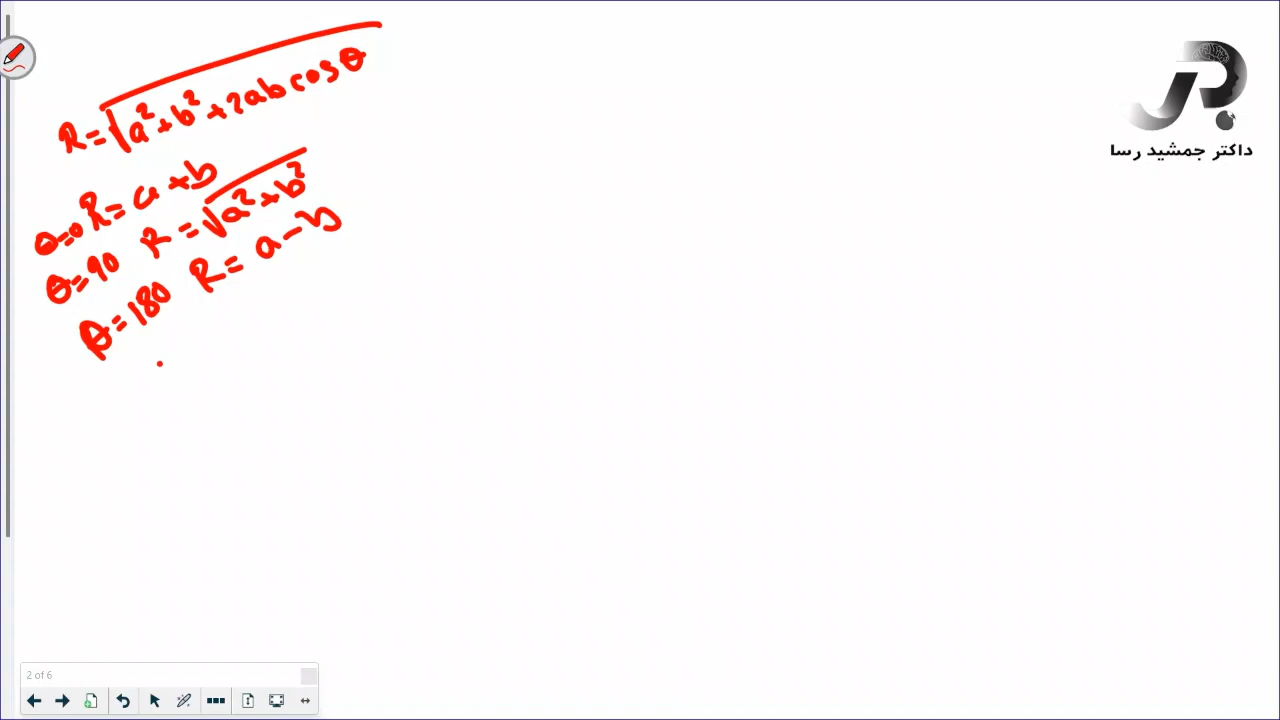 R=√a²+b²+2abcosθ
θ=0 R=a+b
θ=90 R=√a²+b²
θ=180 R=a-b
داکتر جمشید رسا
2 of 6